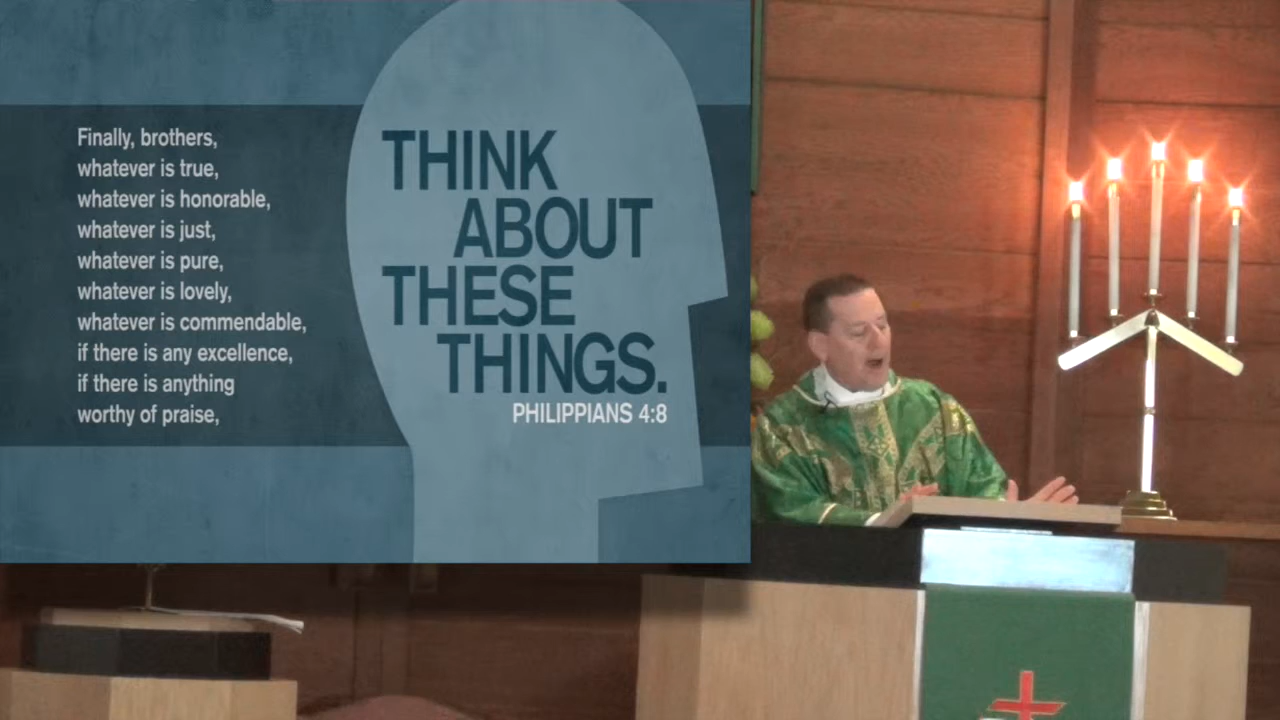 Finally, brothers,
whatever is true,
whatever is honorable,
whatever is just,
whatever is pure,
whatever is lovely,
whatever is commendable,
if there is any excellence,
if there is anything
worthy of praise,
THINK
ABOUT
THESE
THINGS.
PHILIPPIANS 4:8